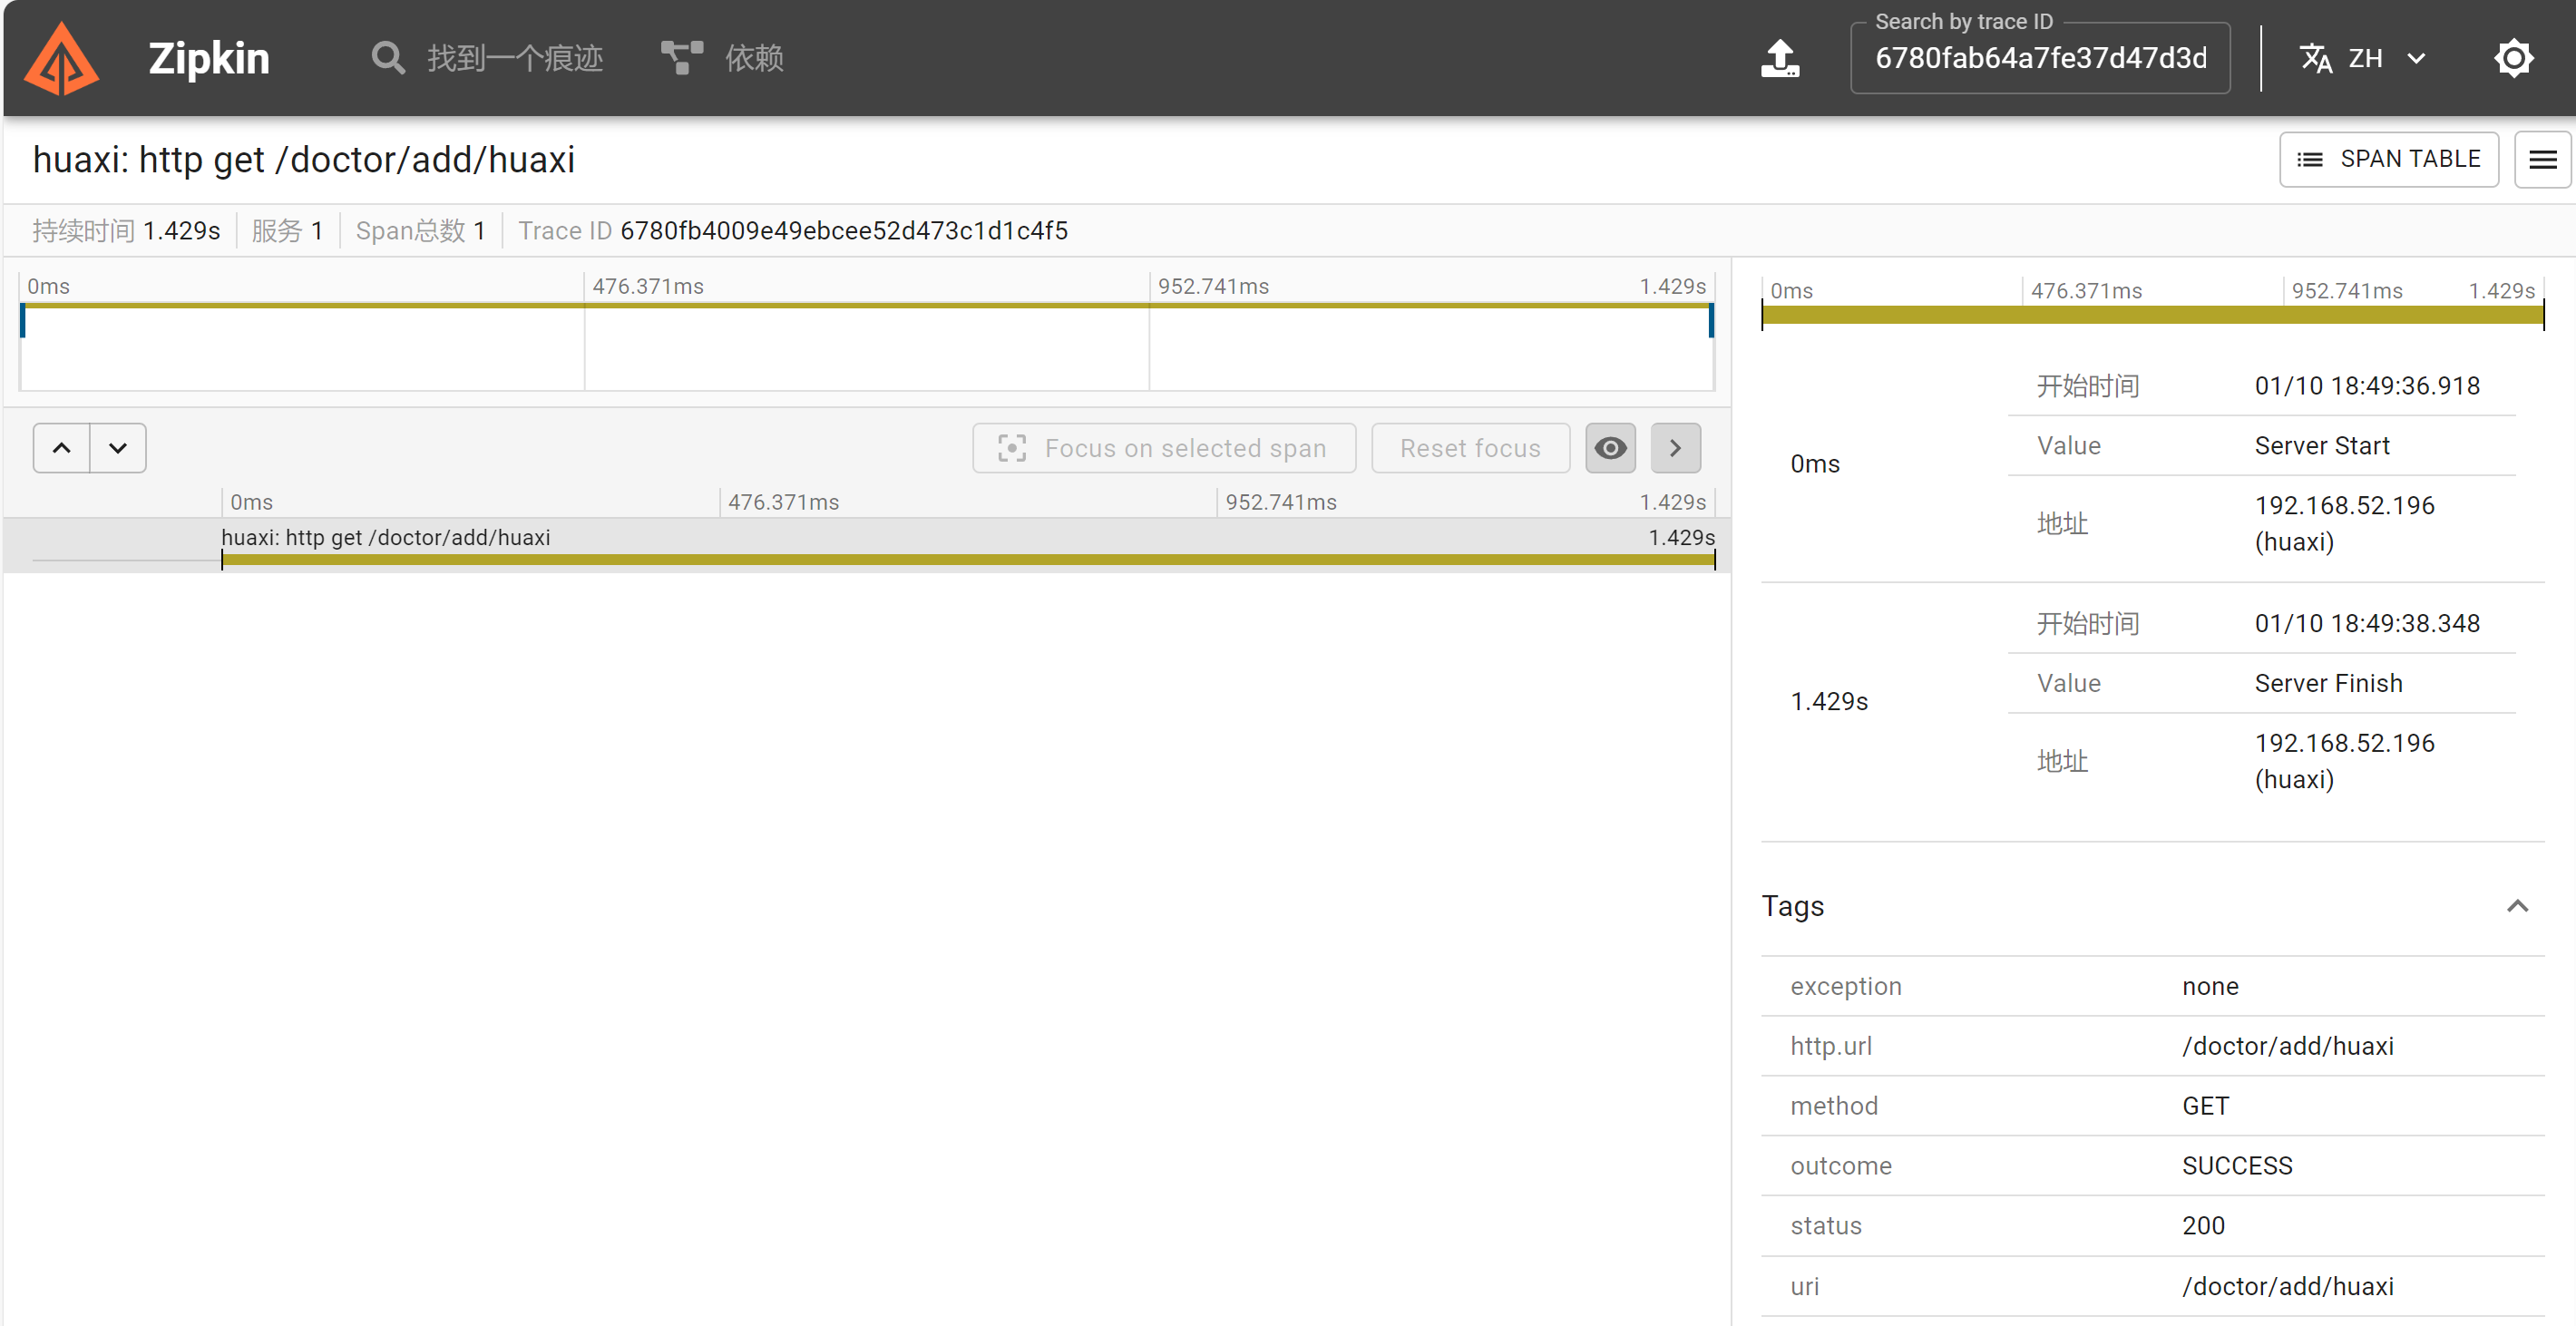 Zipkin
找到一个痕迹
依赖
Search by trace ID
6780fab64a7fe37d47d3d
ZH
huaxi: http get /doctor/add/huaxi
SPAN TABLE
持续时间 1.429s 服务 1 Span总数 1 Trace ID 6780fb4009e49ebcee52d473c1d1c4f5
0ms 476.371ms 952.741ms 1.429s
Focus on selected span
Reset focus
0ms 476.371ms 952.741ms 1.429s
huaxi: http get /doctor/add/huaxi 1.429s
0ms 476.371ms 952.741ms 1.429s
0ms
开始时间 01/10 18:49:36.918
Value Server Start
地址 192.168.52.196
(huaxi)
1.429s
开始时间 01/10 18:49:38.348
Value Server Finish
地址 192.168.52.196
(huaxi)
Tags
exception none
http.url /doctor/add/huaxi
method GET
outcome SUCCESS
status 200
uri /doctor/add/huaxi